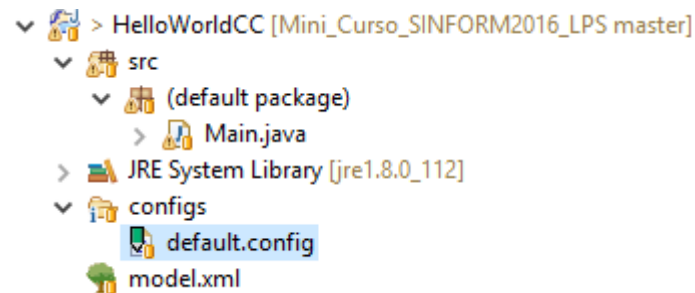 > HelloWorldCC [Mini_Curso_SINFORM2016_LPS master]
src
(default package)
Main.java
JRE System Library [jre1.8.0_112]
configs
default.config
model.xml